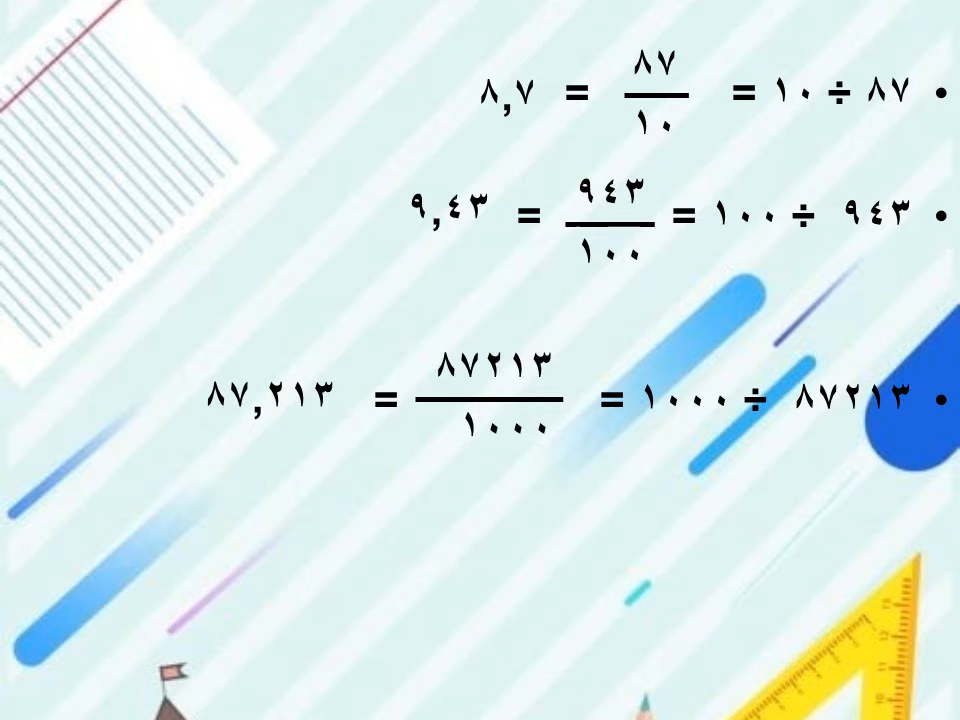 • ٨٧ ÷ ١٠ = ٨٧/١٠ = ٨,٧
• ٩٤٣ ÷ ١٠٠ = ٩٤٣/١٠٠ = ٩,٤٣
• ٨٧٢١٣ ÷ ١٠٠٠ = ٨٧٢١٣/١٠٠٠ = ٨٧,٢١٣